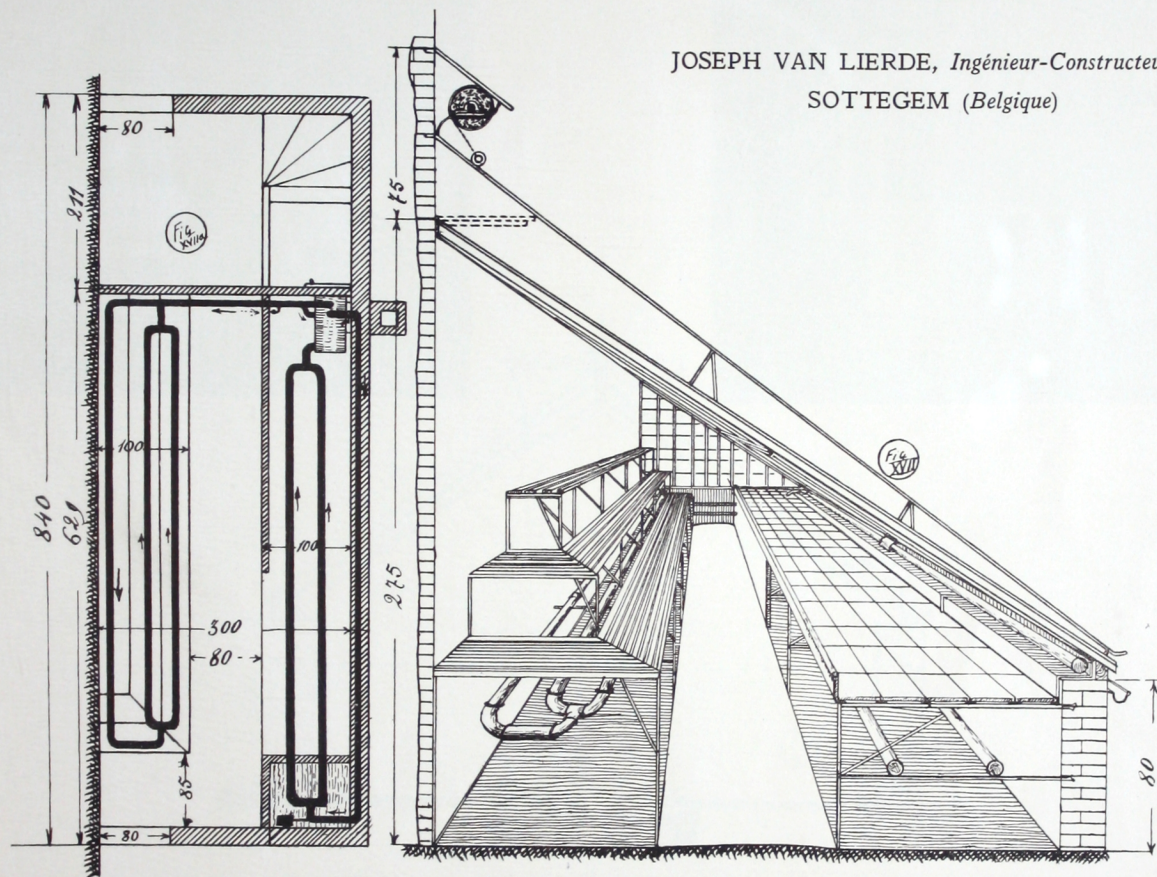 JOSEPH VAN LIERDE, Ingénieur-Constructeu
SOTTEGEM (Belgique)
80
211
Fig
XVIIa
75
100
840
629
275
100
300
80
85
80
Fig
XVII
80